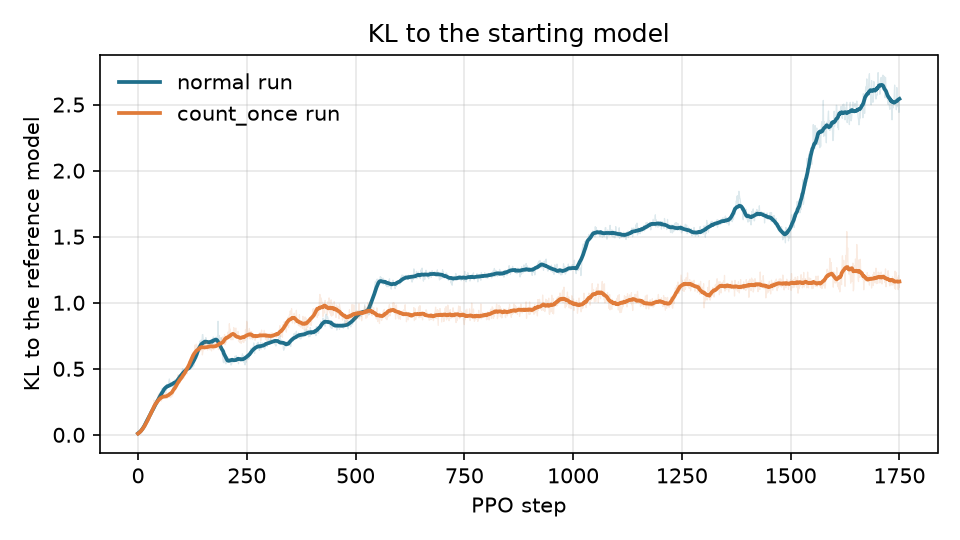 KL to the starting model
normal run
count_once run
KL to the reference model
2.5
2.0
1.5
1.0
0.5
0.0
0 250 500 750 1000 1250 1500 1750
PPO step